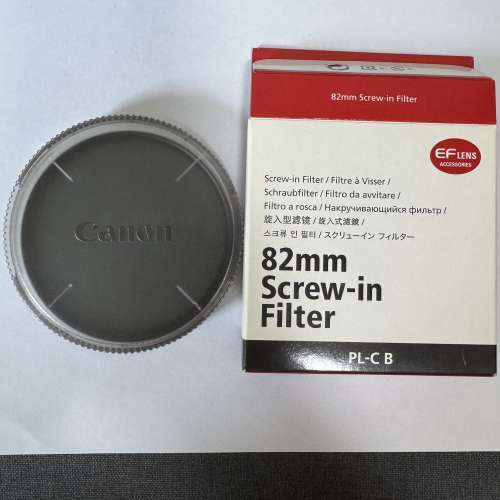 Canon
82mm Screw-in Filter
EF LENS
ACCESSORIES
Screw-in Filter / Filtre à Visser /
Schraubfilter / Filtro da avvitare /
Filtro a rosca / Накручивающийся фильтр /
旋入型滤镜 / 旋入式濾鏡 /
스크류 인 필터 / スクリューイン フィルター
82mm
Screw-in
Filter
PL-C B